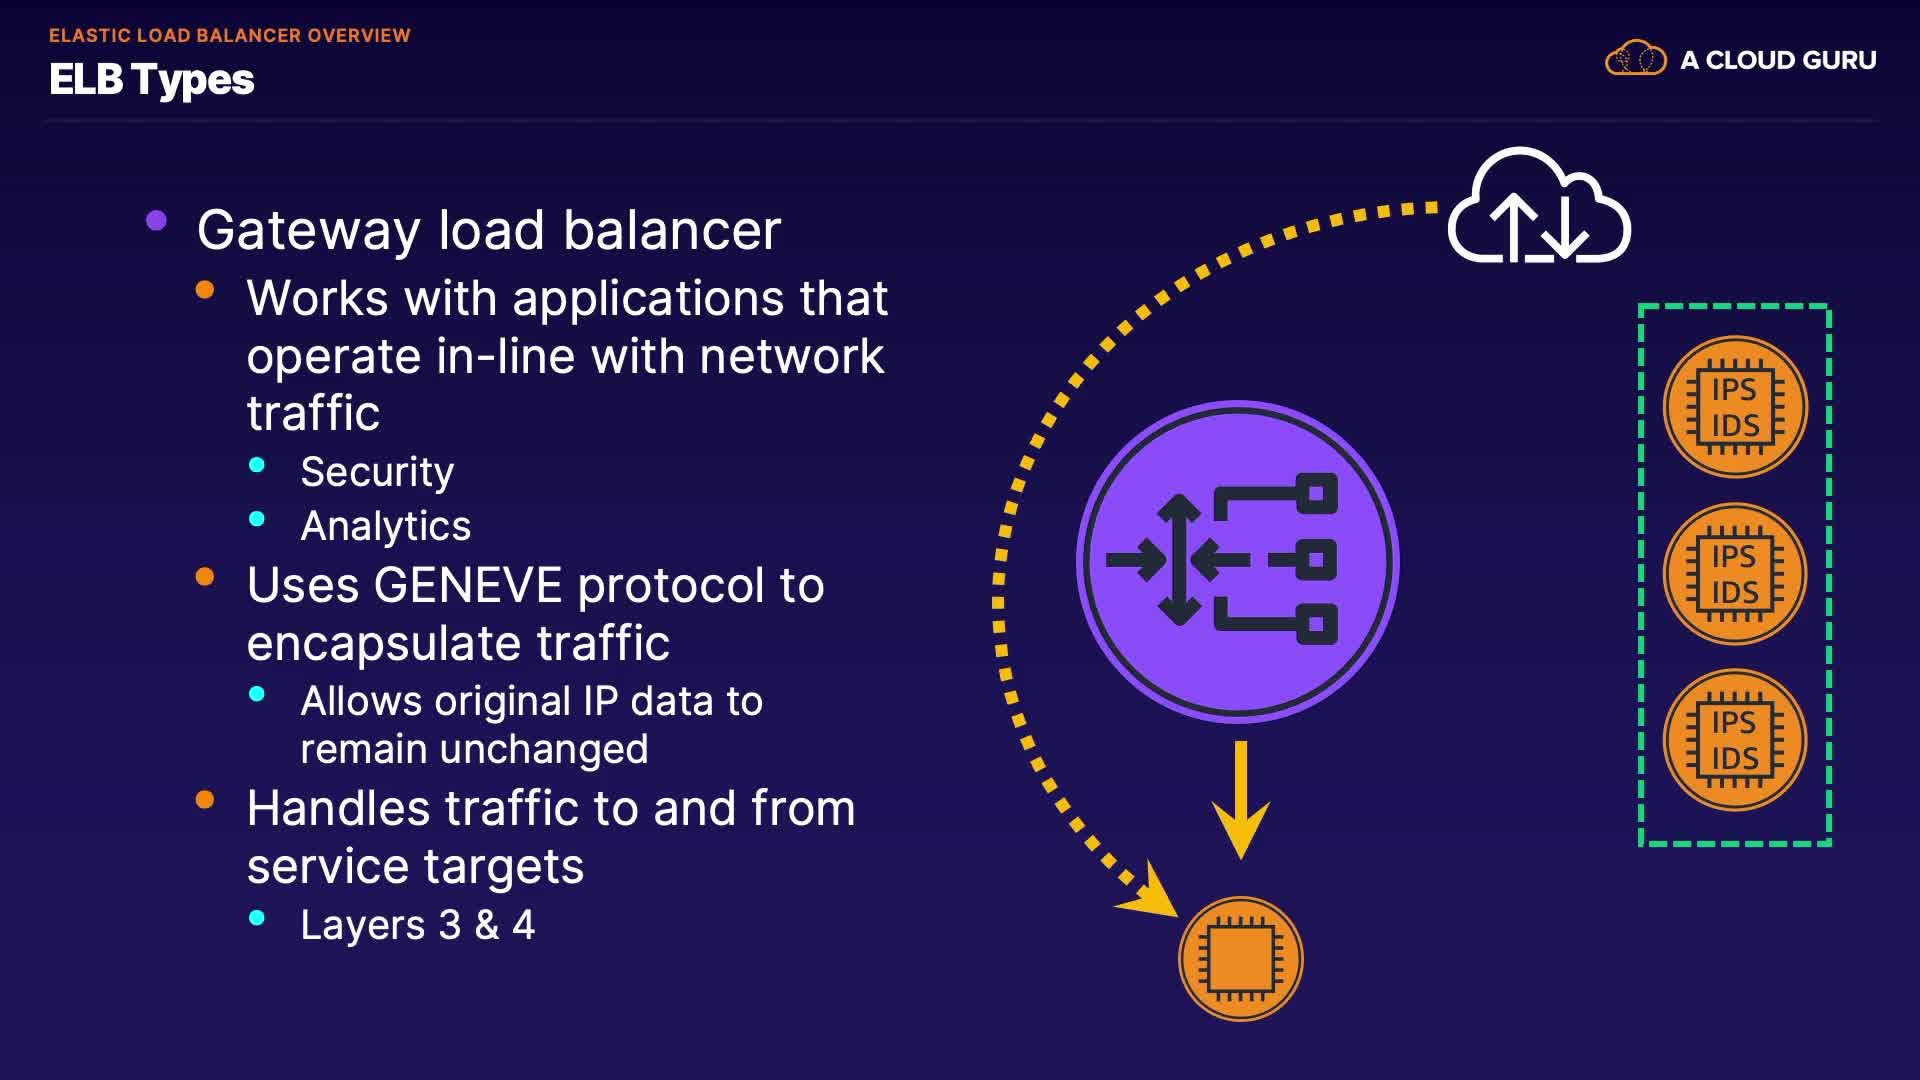 ELASTIC LOAD BALANCER OVERVIEW
ELB Types
A CLOUD GURU
Gateway load balancer
Works with applications that
operate in-line with network
traffic
Security
Analytics
Uses GENEVE protocol to
encapsulate traffic
Allows original IP data to
remain unchanged
Handles traffic to and from
service targets
Layers 3 & 4
IPS
IDS
IPS
IDS
IPS
IDS